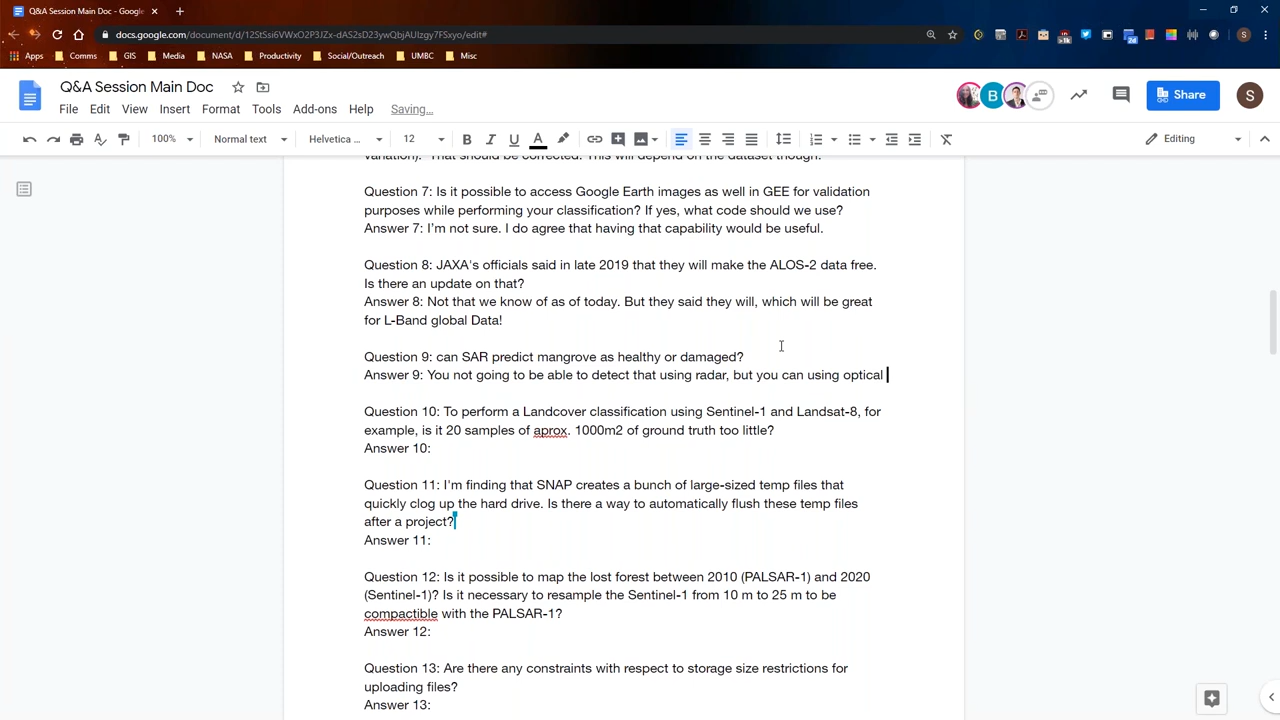 Q&A Session Main Doc - Google
docs.google.com/document/d/12StSsi6VWxO2P3JZx-dAS2sD23ywQbjAUIzgy7FSxyo/edit#
Apps Comms GIS Media NASA Productivity Social/Outreach UMBC Misc
Q&A Session Main Doc
File Edit View Insert Format Tools Add-ons Help Saving...
B Share S
100% Normal text Helvetica ... 12 B I U A Editing
variation). That should be corrected. This will depend on the dataset though.
Question 7: Is it possible to access Google Earth images as well in GEE for validation
purposes while performing your classification? If yes, what code should we use?
Answer 7: I'm not sure. I do agree that having that capability would be useful.
Question 8: JAXA's officials said in late 2019 that they will make the ALOS-2 data free.
Is there an update on that?
Answer 8: Not that we know of as of today. But they said they will, which will be great
for L-Band global Data!
Question 9: can SAR predict mangrove as healthy or damaged?
Answer 9: You not going to be able to detect that using radar, but you can using optical
Question 10: To perform a Landcover classification using Sentinel-1 and Landsat-8, for
example, is it 20 samples of aprox. 1000m2 of ground truth too little?
Answer 10:
Question 11: I'm finding that SNAP creates a bunch of large-sized temp files that
quickly clog up the hard drive. Is there a way to automatically flush these temp files
after a project?
Answer 11:
Question 12: Is it possible to map the lost forest between 2010 (PALSAR-1) and 2020
(Sentinel-1)? Is it necessary to resample the Sentinel-1 from 10 m to 25 m to be
compactible with the PALSAR-1?
Answer 12:
Question 13: Are there any constraints with respect to storage size restrictions for
uploading files?
Answer 13: